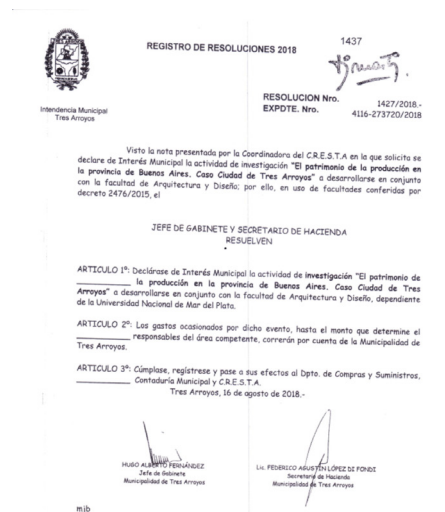 1437
REGISTRO DE RESOLUCIONES 2018
RESOLUCION Nro. 1427/2018.-
EXPDTE. Nro. 4116-273720/2018
Intendencia Municipal
Tres Arroyos
Visto la nota presentada por la Coordinadora del C.R.E.S.T.A en la que solicita se
declare de Interés Municipal la actividad de investigación "El patrimonio de la producción en
la provincia de Buenos Aires. Caso Ciudad de Tres Arroyos" a desarrollarse en conjunto
con la facultad de Arquitectura y Diseño; por ello, en uso de facultades conferidas por
decreto 2476/2015, el
JEFE DE GABINETE Y SECRETARIO DE HACIENDA
RESUELVEN
ARTICULO 1º: Declárase de Interés Municipal la actividad de investigación "El patrimonio de
____________ la producción en la provincia de Buenos Aires. Caso Ciudad de Tres
Arroyos" a desarrollarse en conjunto con la facultad de Arquitectura y Diseño, dependiente
de la Universidad Nacional de Mar del Plata.
ARTICULO 2º: Los gastos ocasionados por dicho evento, hasta el monto que determine el
____________ responsables del área competente, correrán por cuenta de la Municipalidad de
Tres Arroyos.
ARTICULO 3º: Cúmplase, regístrese y pase a sus efectos al Dpto. de Compras y Suministros,
____________ Contaduría Municipal y C.R.E.S.T.A.
Tres Arroyos, 16 de agosto de 2018.-
HUGO ALBERTO FERNÁNDEZ
Jefe de Gabinete
Municipalidad de Tres Arroyos
Lic. FEDERICO AGUSTÍN LÓPEZ DI FONDI
Secretario de Hacienda
Municipalidad de Tres Arroyos
mib